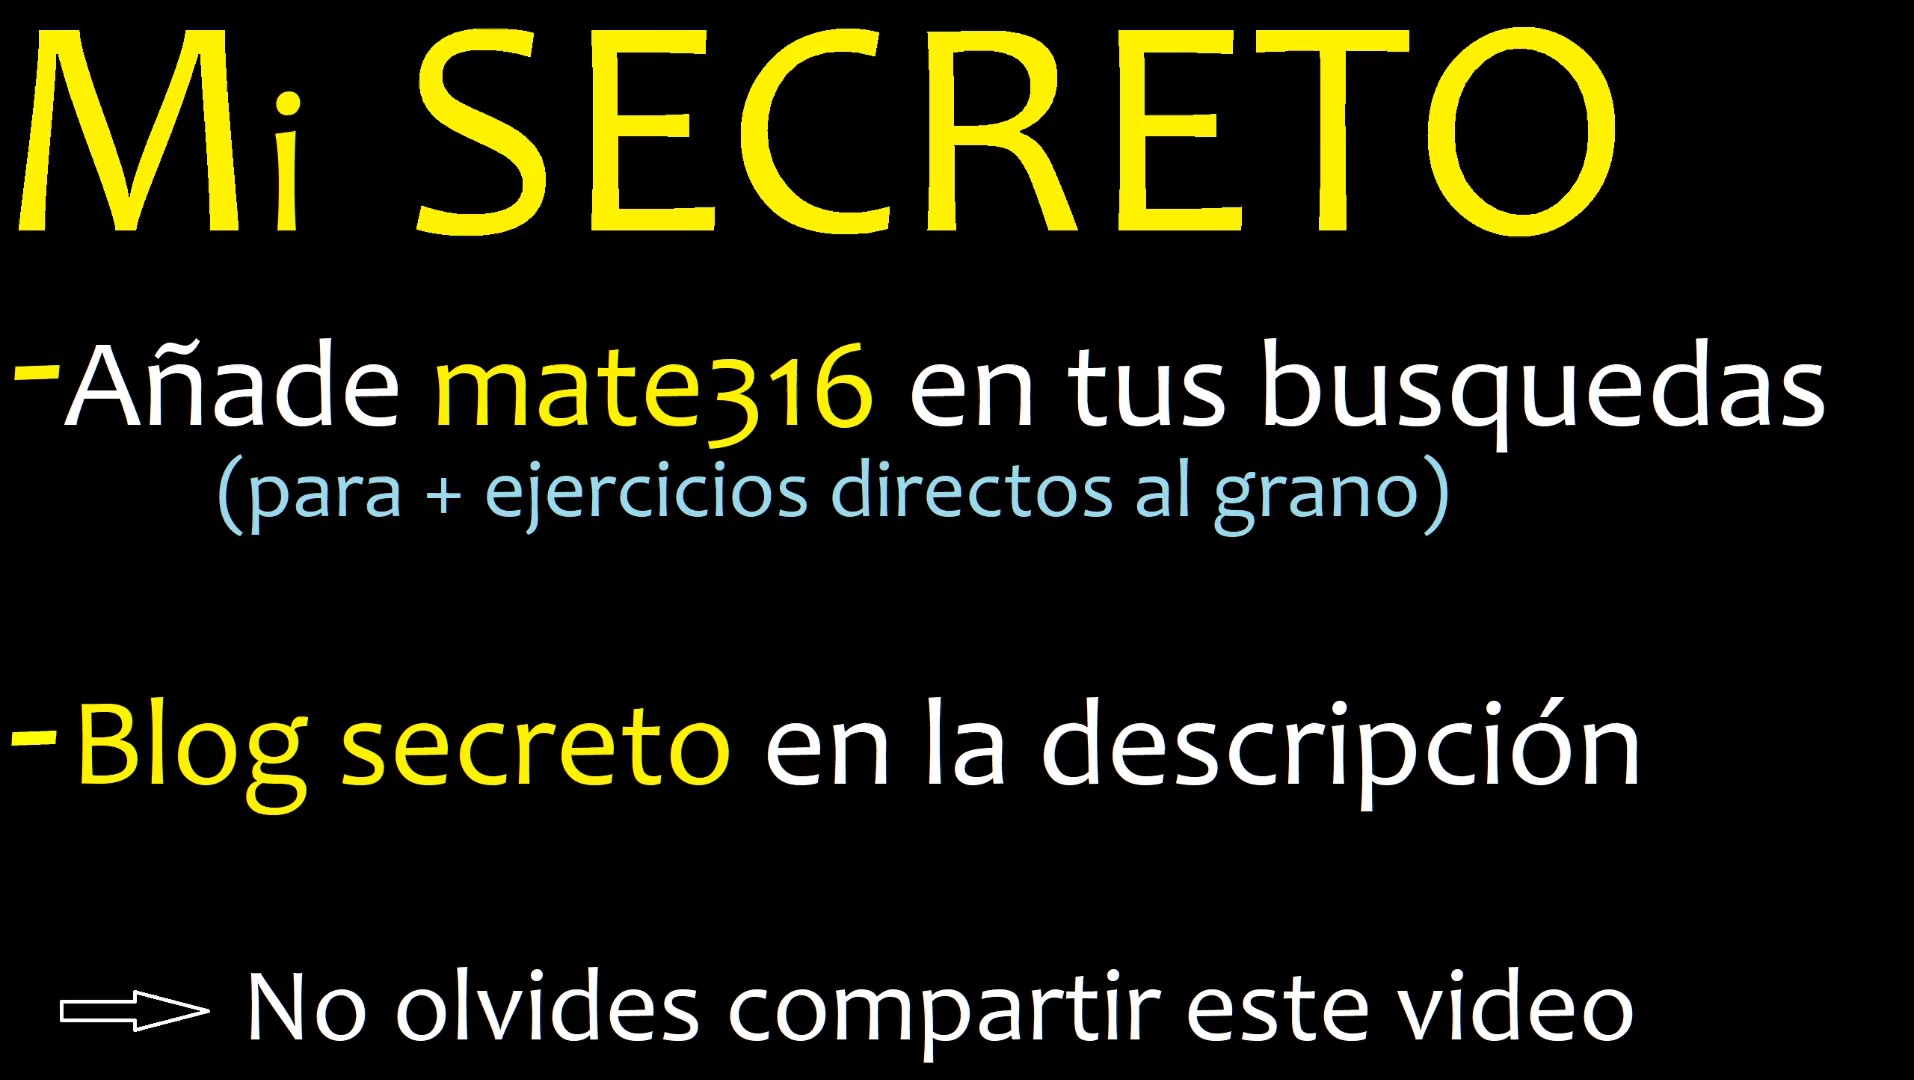 Mi SECRETO
-Añade mate316 en tus busquedas
(para + ejercicios directos al grano)
-Blog secreto en la descripción
No olvides compartir este video